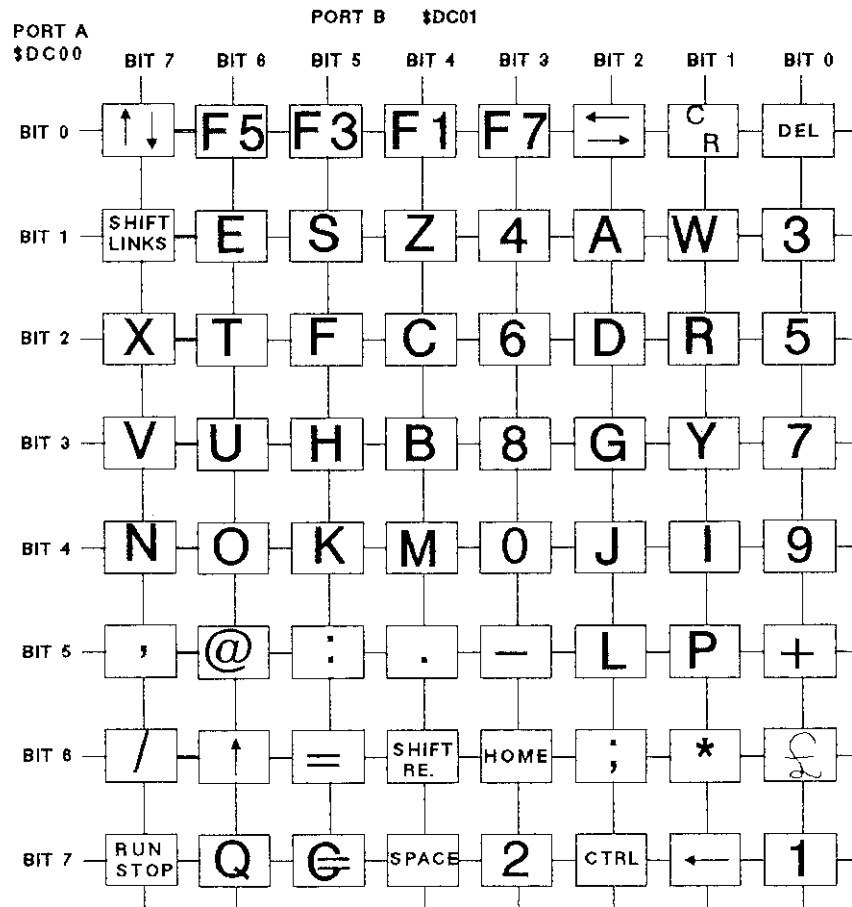 PORT B $DC01
PORT A
$DC00
BIT 7 BIT 6 BIT 5 BIT 4 BIT 3 BIT 2 BIT 1 BIT 0
BIT 0 ↑↓ F5 F3 F1 F7 ←→ CR DEL
BIT 1 SHIFT LINKS E S Z 4 A W 3
BIT 2 X T F C 6 D R 5
BIT 3 V U H B 8 G Y 7
BIT 4 N O K M 0 J I 9
BIT 5 , @ : . — L P +
BIT 6 / ↑ = SHIFT RE. HOME ; * £
BIT 7 RUN STOP Q C= SPACE 2 CTRL ← 1